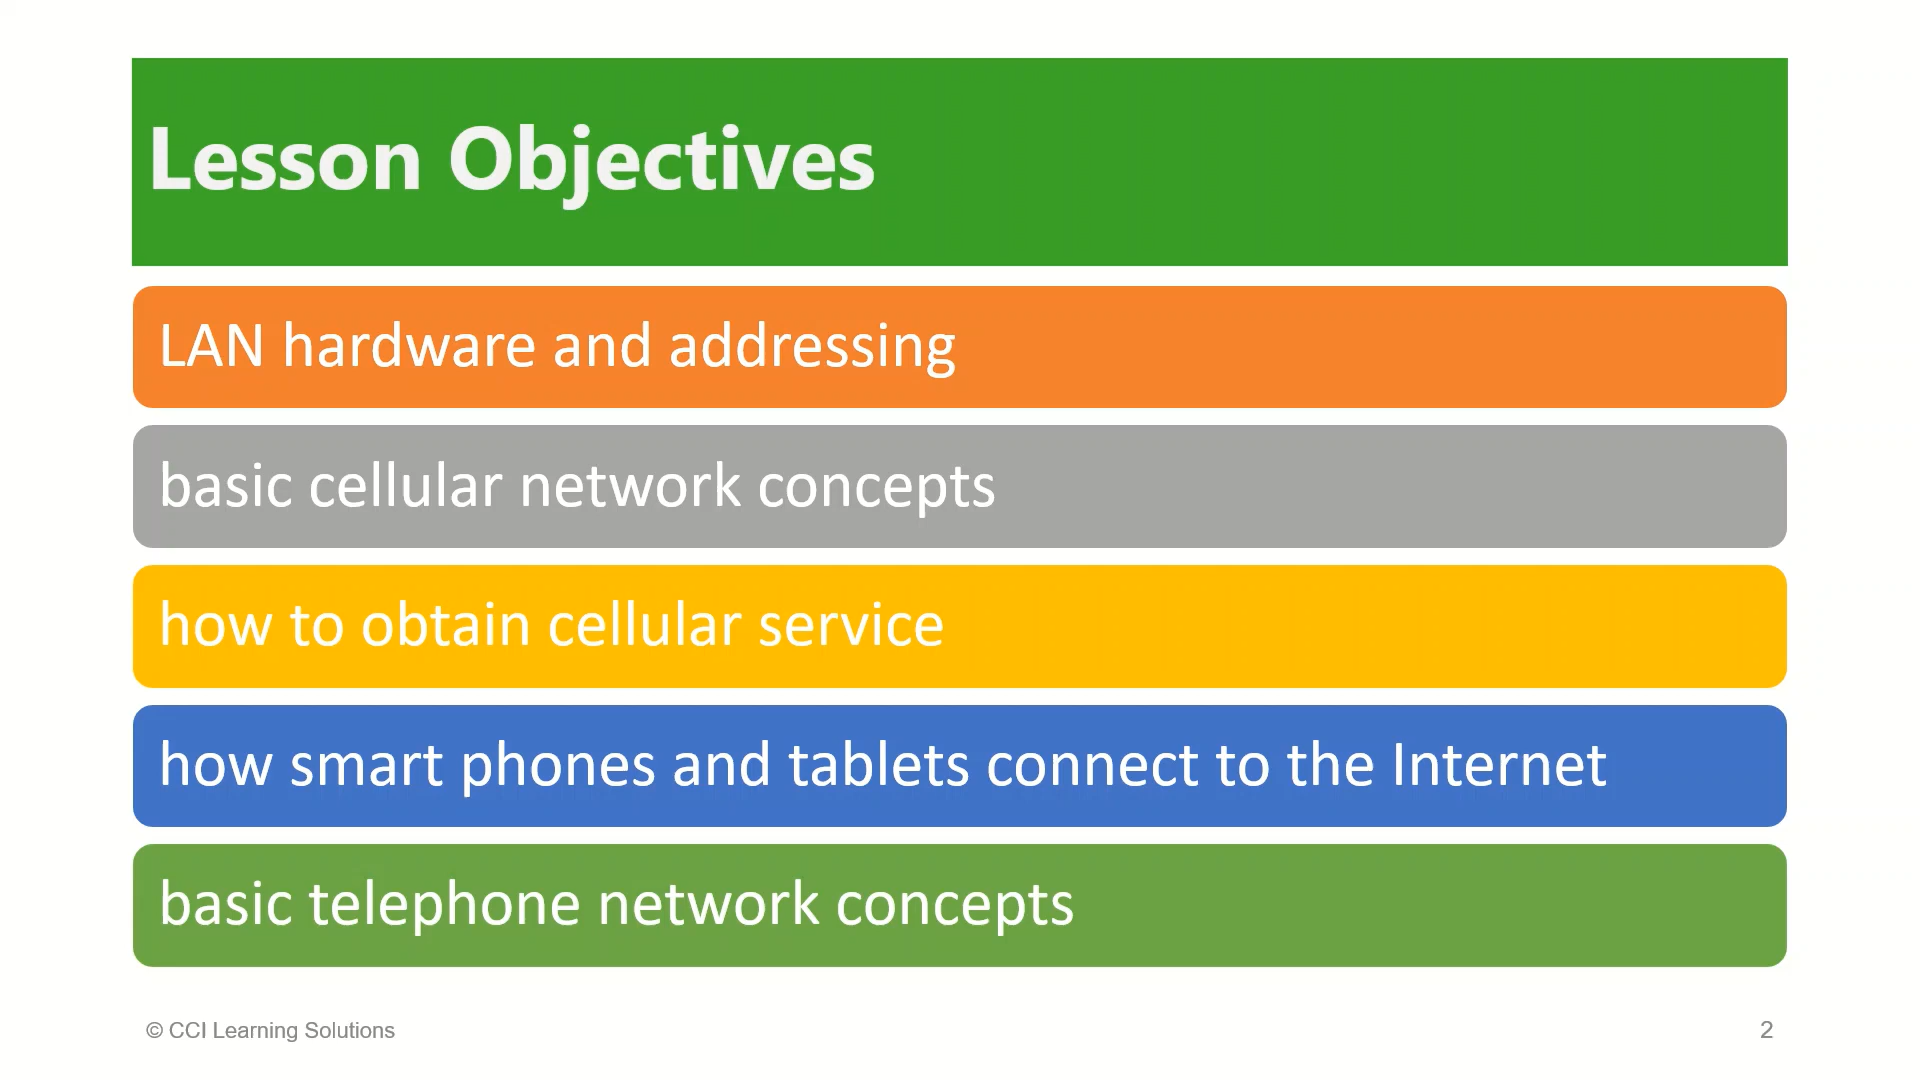 Lesson Objectives
LAN hardware and addressing
basic cellular network concepts
how to obtain cellular service
how smart phones and tablets connect to the Internet
basic telephone network concepts
© CCI Learning Solutions
2